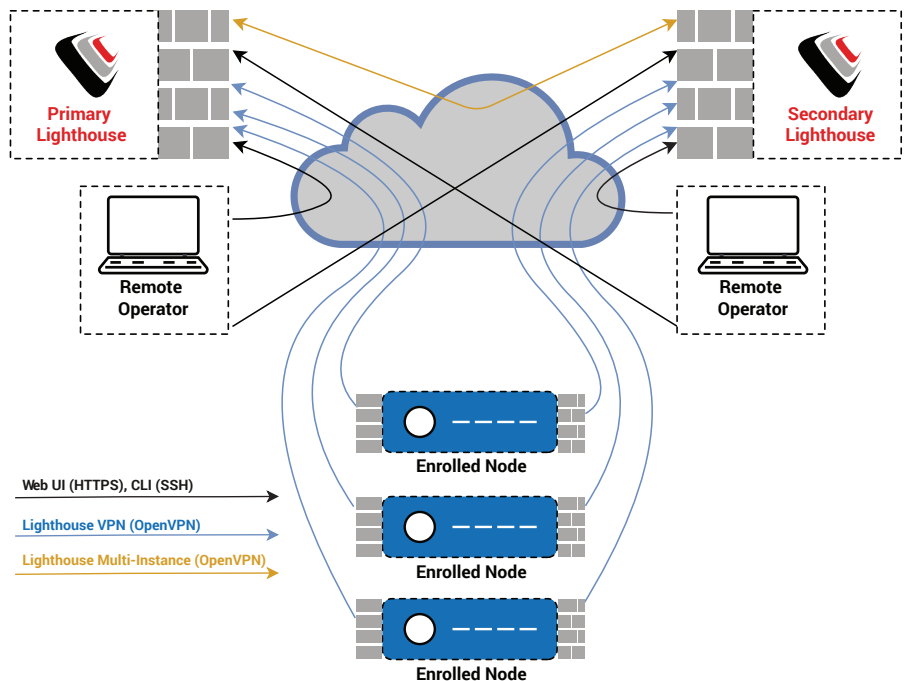 Primary
Lighthouse
Secondary
Lighthouse
Remote
Operator
Remote
Operator
Enrolled Node
Web UI (HTTPS), CLI (SSH)
Lighthouse VPN (OpenVPN)
Lighthouse Multi-Instance (OpenVPN)
Enrolled Node
Enrolled Node